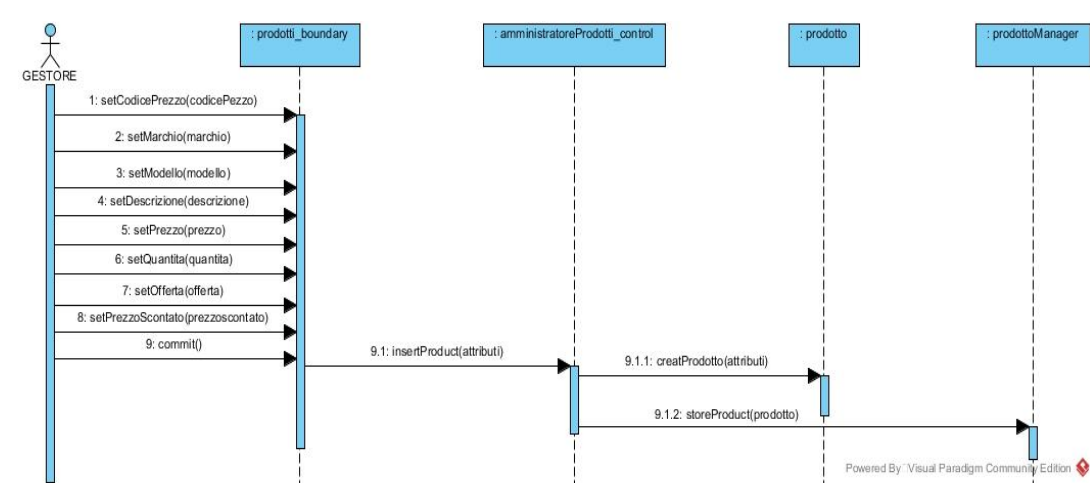 : prodotti_boundary
: amministratoreProdotti_control
: prodotto
: prodottoManager
GESTORE
1: setCodicePrezzo(codicePezzo)
2: setMarchio(marchio)
3: setModello(modello)
4: setDescrizione(descrizione)
5: setPrezzo(prezzo)
6: setQuantita(quantita)
7: setOfferta(offerta)
8: setPrezzoScontato(prezzoscontato)
9: commit()
9.1: insertProduct(attributi)
9.1.1: creatProdotto(attributi)
9.1.2: storeProduct(prodotto)
Powered By Visual Paradigm Community Edition